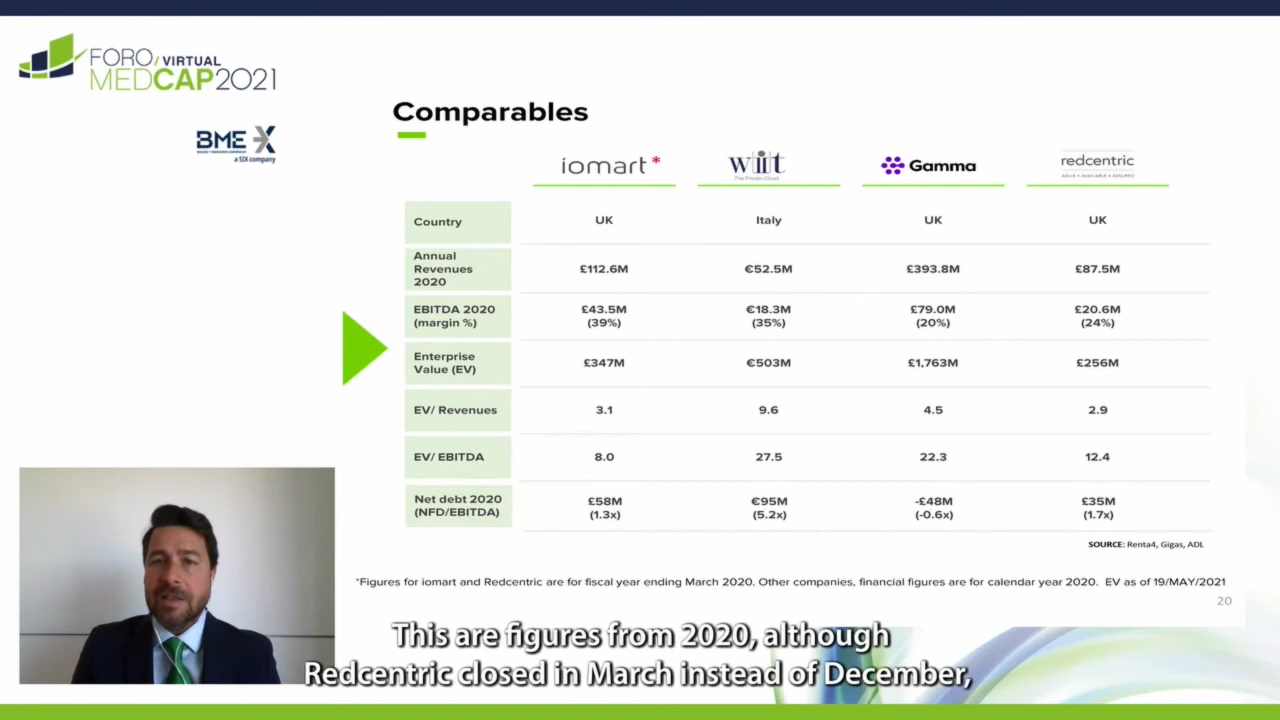 FORO / VIRTUAL
MEDCAP2021
BME X
a SIX company
Comparables
iomart*
wiit
The Private Cloud
Gamma
redcentric
AGILE • AVAILABLE • ASSURED
Country UK Italy UK UK
Annual
Revenues
2020
£112.6M €52.5M £393.8M £87.5M
EBITDA 2020
(margin %)
£43.5M €18.3M £79.0M £20.6M
(39%) (35%) (20%) (24%)
Enterprise
Value (EV)
£347M €503M £1,763M £256M
EV/ Revenues 3.1 9.6 4.5 2.9
EV/ EBITDA 8.0 27.5 22.3 12.4
Net debt 2020
(NFD/EBITDA)
£58M €95M -£48M £35M
(1.3x) (5.2x) (-0.6x) (1.7x)
SOURCE: Renta4, Gigas, ADL
*Figures for iomart and Redcentric are for fiscal year ending March 2020. Other companies, financial figures are for calendar year 2020. EV as of 19/MAY/2021
20
This are figures from 2020, although
Redcentric closed in March instead of December,